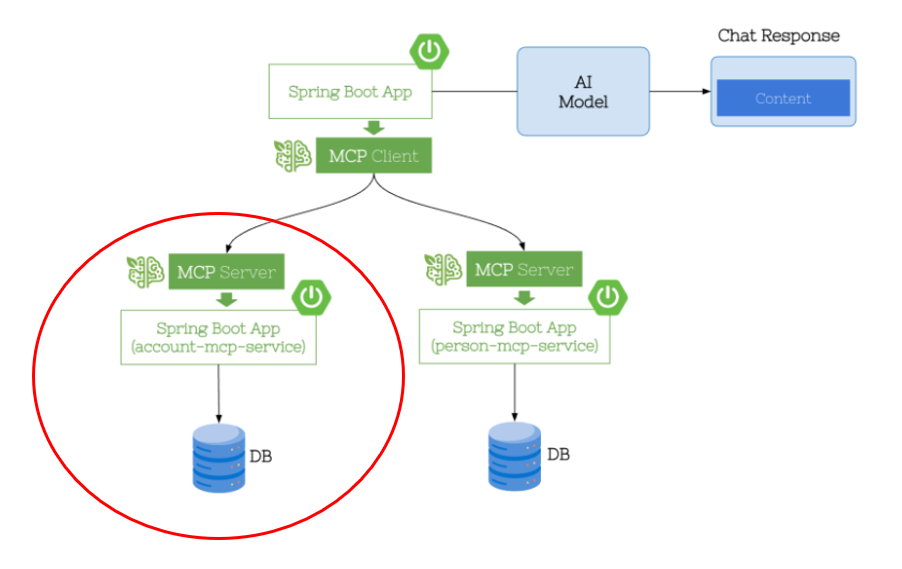 Chat Response
Spring Boot App
AI
Model
Content
MCP Client
MCP Server
MCP Server
Spring Boot App
(account-mcp-service)
Spring Boot App
(person-mcp-service)
DB
DB